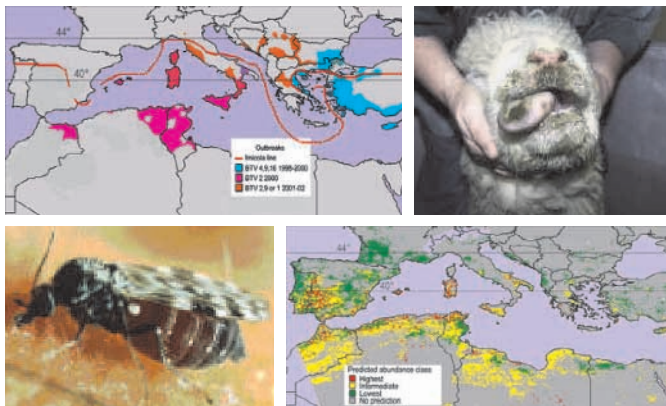 44°
40°
Outbreaks
Imicola line
BTV 4,9,16 1998-2000
BTV 2 2000
BTV 2,9 or 1 2001-02
44°
40°
Predicted abundance class
Highest
Intermediate
Lowest
No prediction